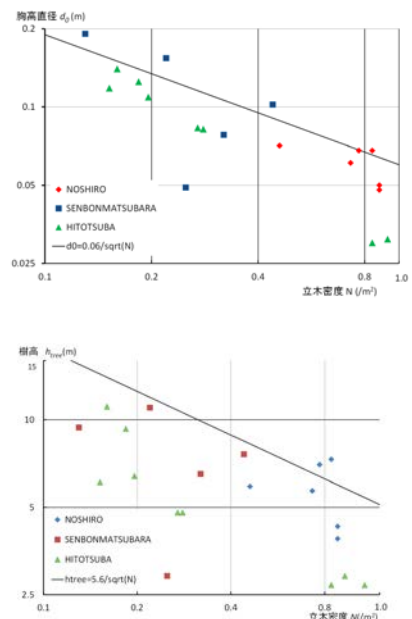 胸高直径 d0 (m)
0.2
0.1
0.05
0.025
NOSHIRO
SENBONMATSUBARA
HITOTSUBA
d0=0.06/sqrt(N)
0.1 0.2 0.4 0.8 1.0
立木密度 N (/m²)
樹高 htree(m)
15
10
5
2.5
NOSHIRO
SENBONMATSUBARA
HITOTSUBA
htree=5.6/sqrt(N)
0.1 0.2 0.4 0.8 1.0
立木密度 N(/m²)